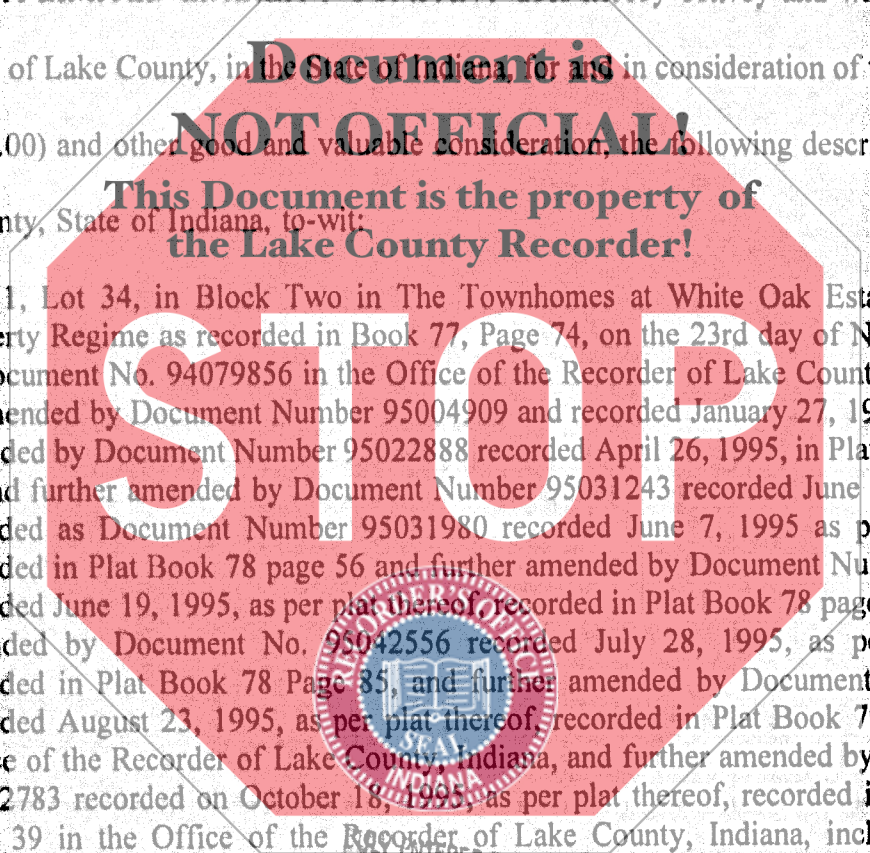 Document is
of Lake County, in the State of Indiana, for and in consideration of
NOT OFFICIAL!
.00) and other good and valuable consideration, the following descr
This Document is the property of
nty, State of Indiana, to-wit:
the Lake County Recorder!
1, Lot 34, in Block Two in The Townhomes at White Oak Esta
erty Regime as recorded in Book 77, Page 74, on the 23rd day of N
ocument No. 94079856 in the Office of the Recorder of Lake Count
ended by Document Number 95004909 and recorded January 27, 19
STOP
ded by Document Number 95022888 recorded April 26, 1995, in Pla
d further amended by Document Number 95031243 recorded June
ded as Document Number 95031980 recorded June 7, 1995 as p
ded in Plat Book 78 page 56 and further amended by Document Nu
ded June 19, 1995, as per plat thereof, recorded in Plat Book 78 page
ded by Document No. 95042556 recorded July 28, 1995, as pe
ded in Plat Book 78 Page 85, and further amended by Document
ded August 23, 1995, as per plat thereof, recorded in Plat Book 7
e of the Recorder of Lake County, Indiana, and further amended by
2783 recorded on October 18, 1995, as per plat thereof, recorded i
39 in the Office of the Recorder of Lake County, Indiana, incl
RECORDER'S OFFICE
SEAL
INDIANA